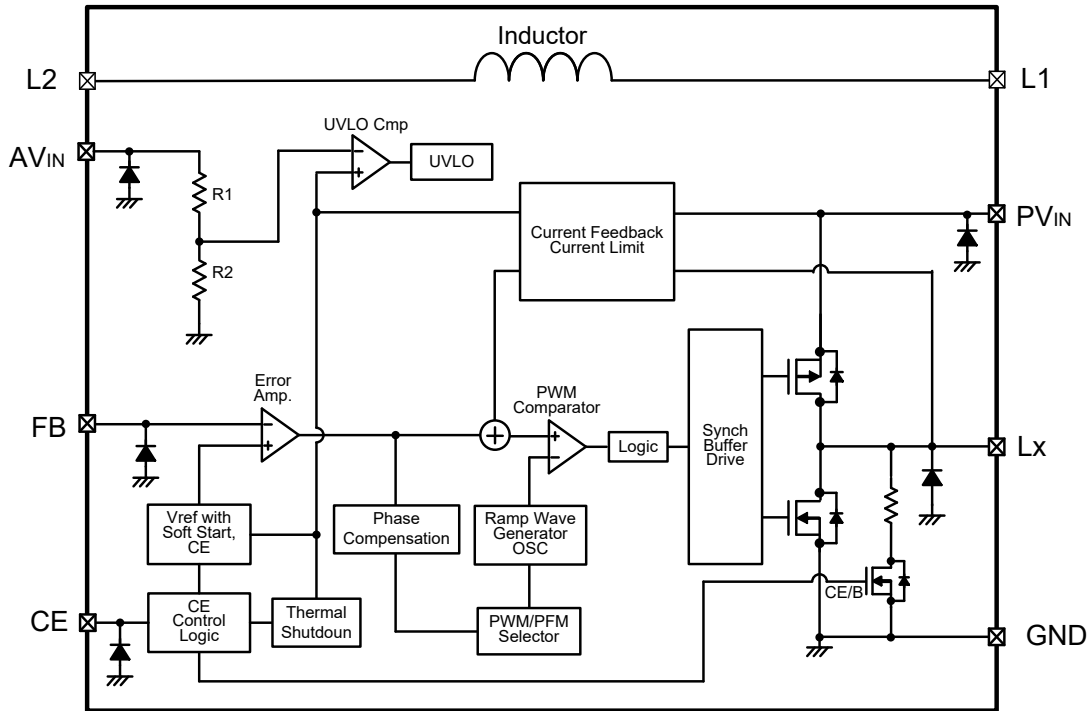 Inductor
L2
L1
UVLO Cmp
AVIN
−
+
UVLO
R1
PVIN
Current Feedback
Current Limit
R2
Error
Amp.
PWM
Comparator
FB
−
+
+
+
−
Logic
Synch
Buffer
Drive
Lx
Vref with
Soft Start,
CE
Phase
Compensation
Ramp Wave
Generator
OSC
CE/B
CE
CE
Control
Logic
Thermal
Shutdoun
PWM/PFM
Selector
GND